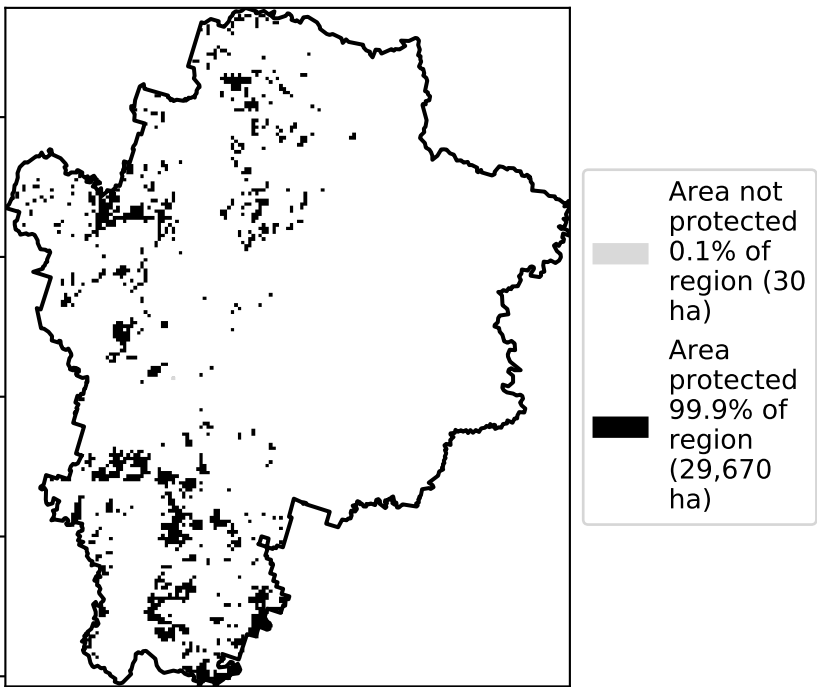 Area not
protected
0.1% of
region (30
ha)
Area
protected
99.9% of
region
(29,670
ha)